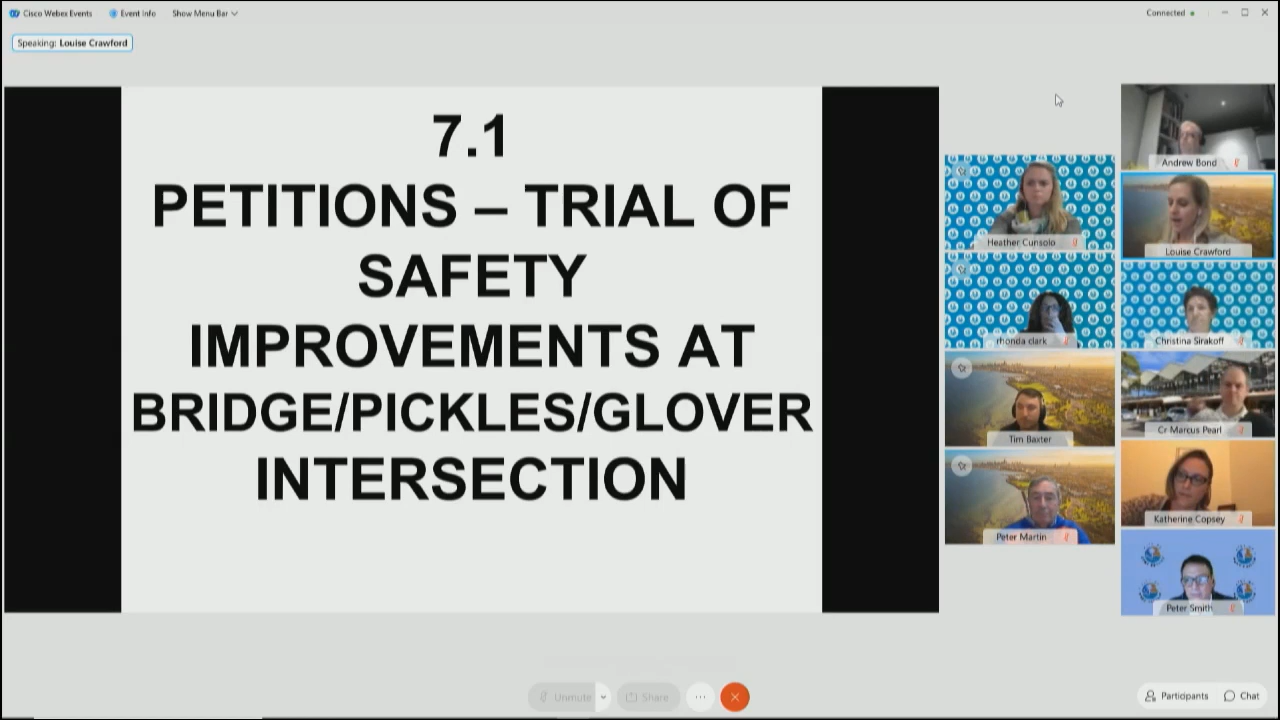 Cisco Webex Events Event Info Show Menu Bar Connected
Speaking: Louise Crawford
7.1
PETITIONS – TRIAL OF
SAFETY
IMPROVEMENTS AT
BRIDGE/PICKLES/GLOVER
INTERSECTION
Andrew Bond
Heather Cunsolo
Louise Crawford
rhonda clark
Christina Sirakoff
Tim Baxter
Cr Marcus Pearl
Peter Martin
Katherine Copsey
Peter Smith
Unmute Share Participants Chat